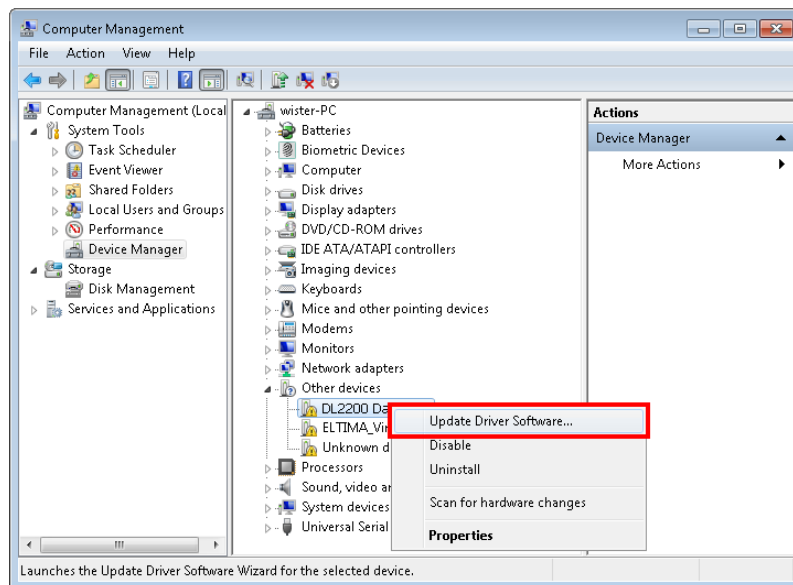 Computer Management
File Action View Help
Computer Management (Local
System Tools
Task Scheduler
Event Viewer
Shared Folders
Local Users and Groups
Performance
Device Manager
Storage
Disk Management
Services and Applications
wister-PC
Batteries
Biometric Devices
Computer
Disk drives
Display adapters
DVD/CD-ROM drives
IDE ATA/ATAPI controllers
Imaging devices
Keyboards
Mice and other pointing devices
Modems
Monitors
Network adapters
Other devices
DL2200 Da
ELTIMA_Vir
Unknown d
Processors
Sound, video ar
System devices
Universal Serial
Update Driver Software...
Disable
Uninstall
Scan for hardware changes
Properties
Actions
Device Manager
More Actions
Launches the Update Driver Software Wizard for the selected device.